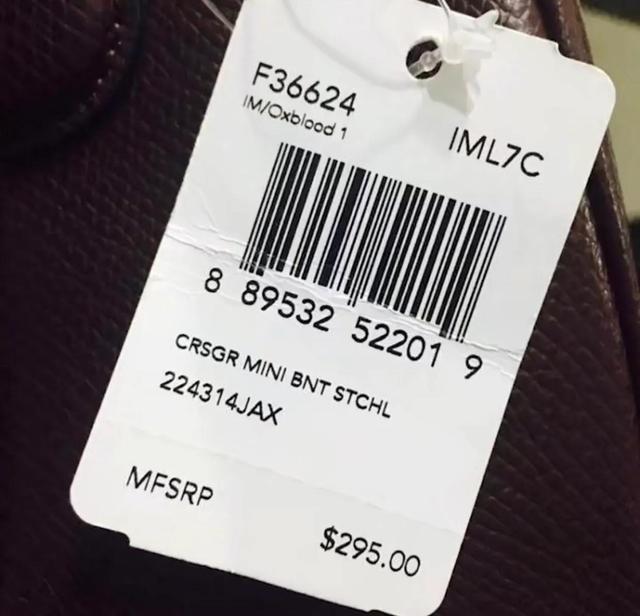 F36624
IM/Oxblood 1
IML7C
8 89532 52201 9
CRSGR MINI BNT STCHL
224314JAX
MFSRP
$295.00